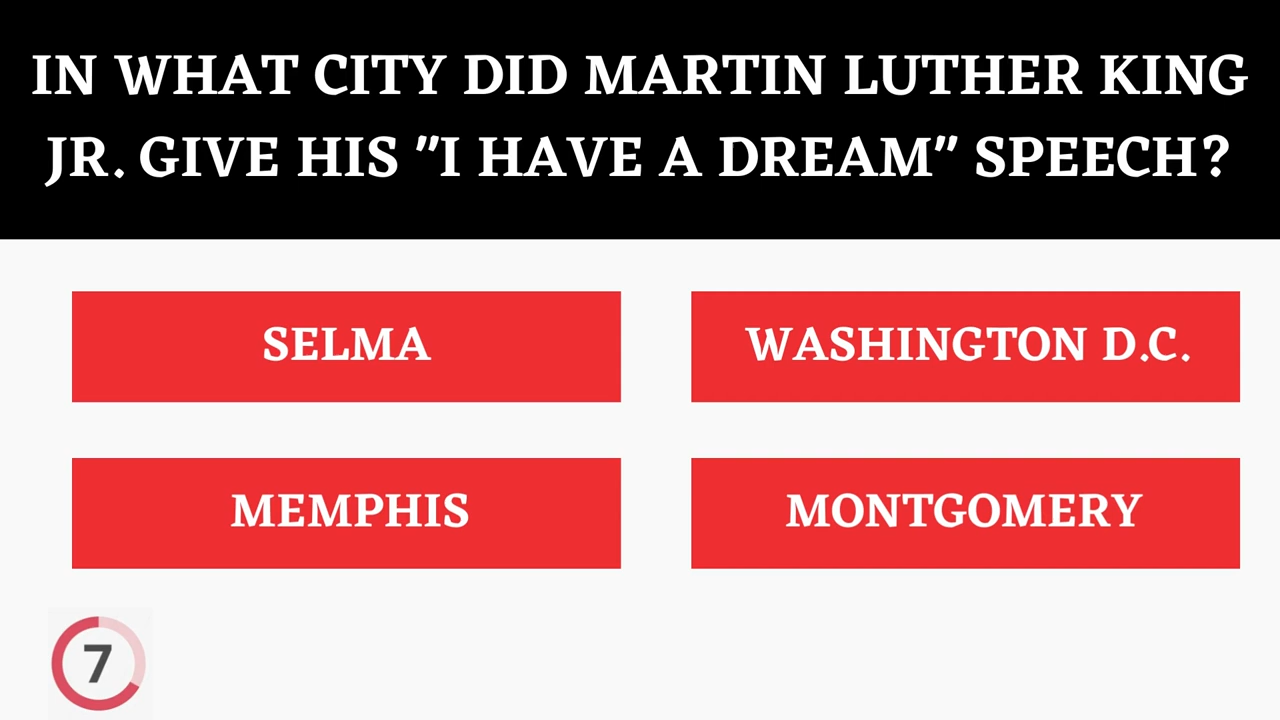 IN WHAT CITY DID MARTIN LUTHER KING
JR. GIVE HIS "I HAVE A DREAM" SPEECH?
SELMA
WASHINGTON D.C.
MEMPHIS
MONTGOMERY
7